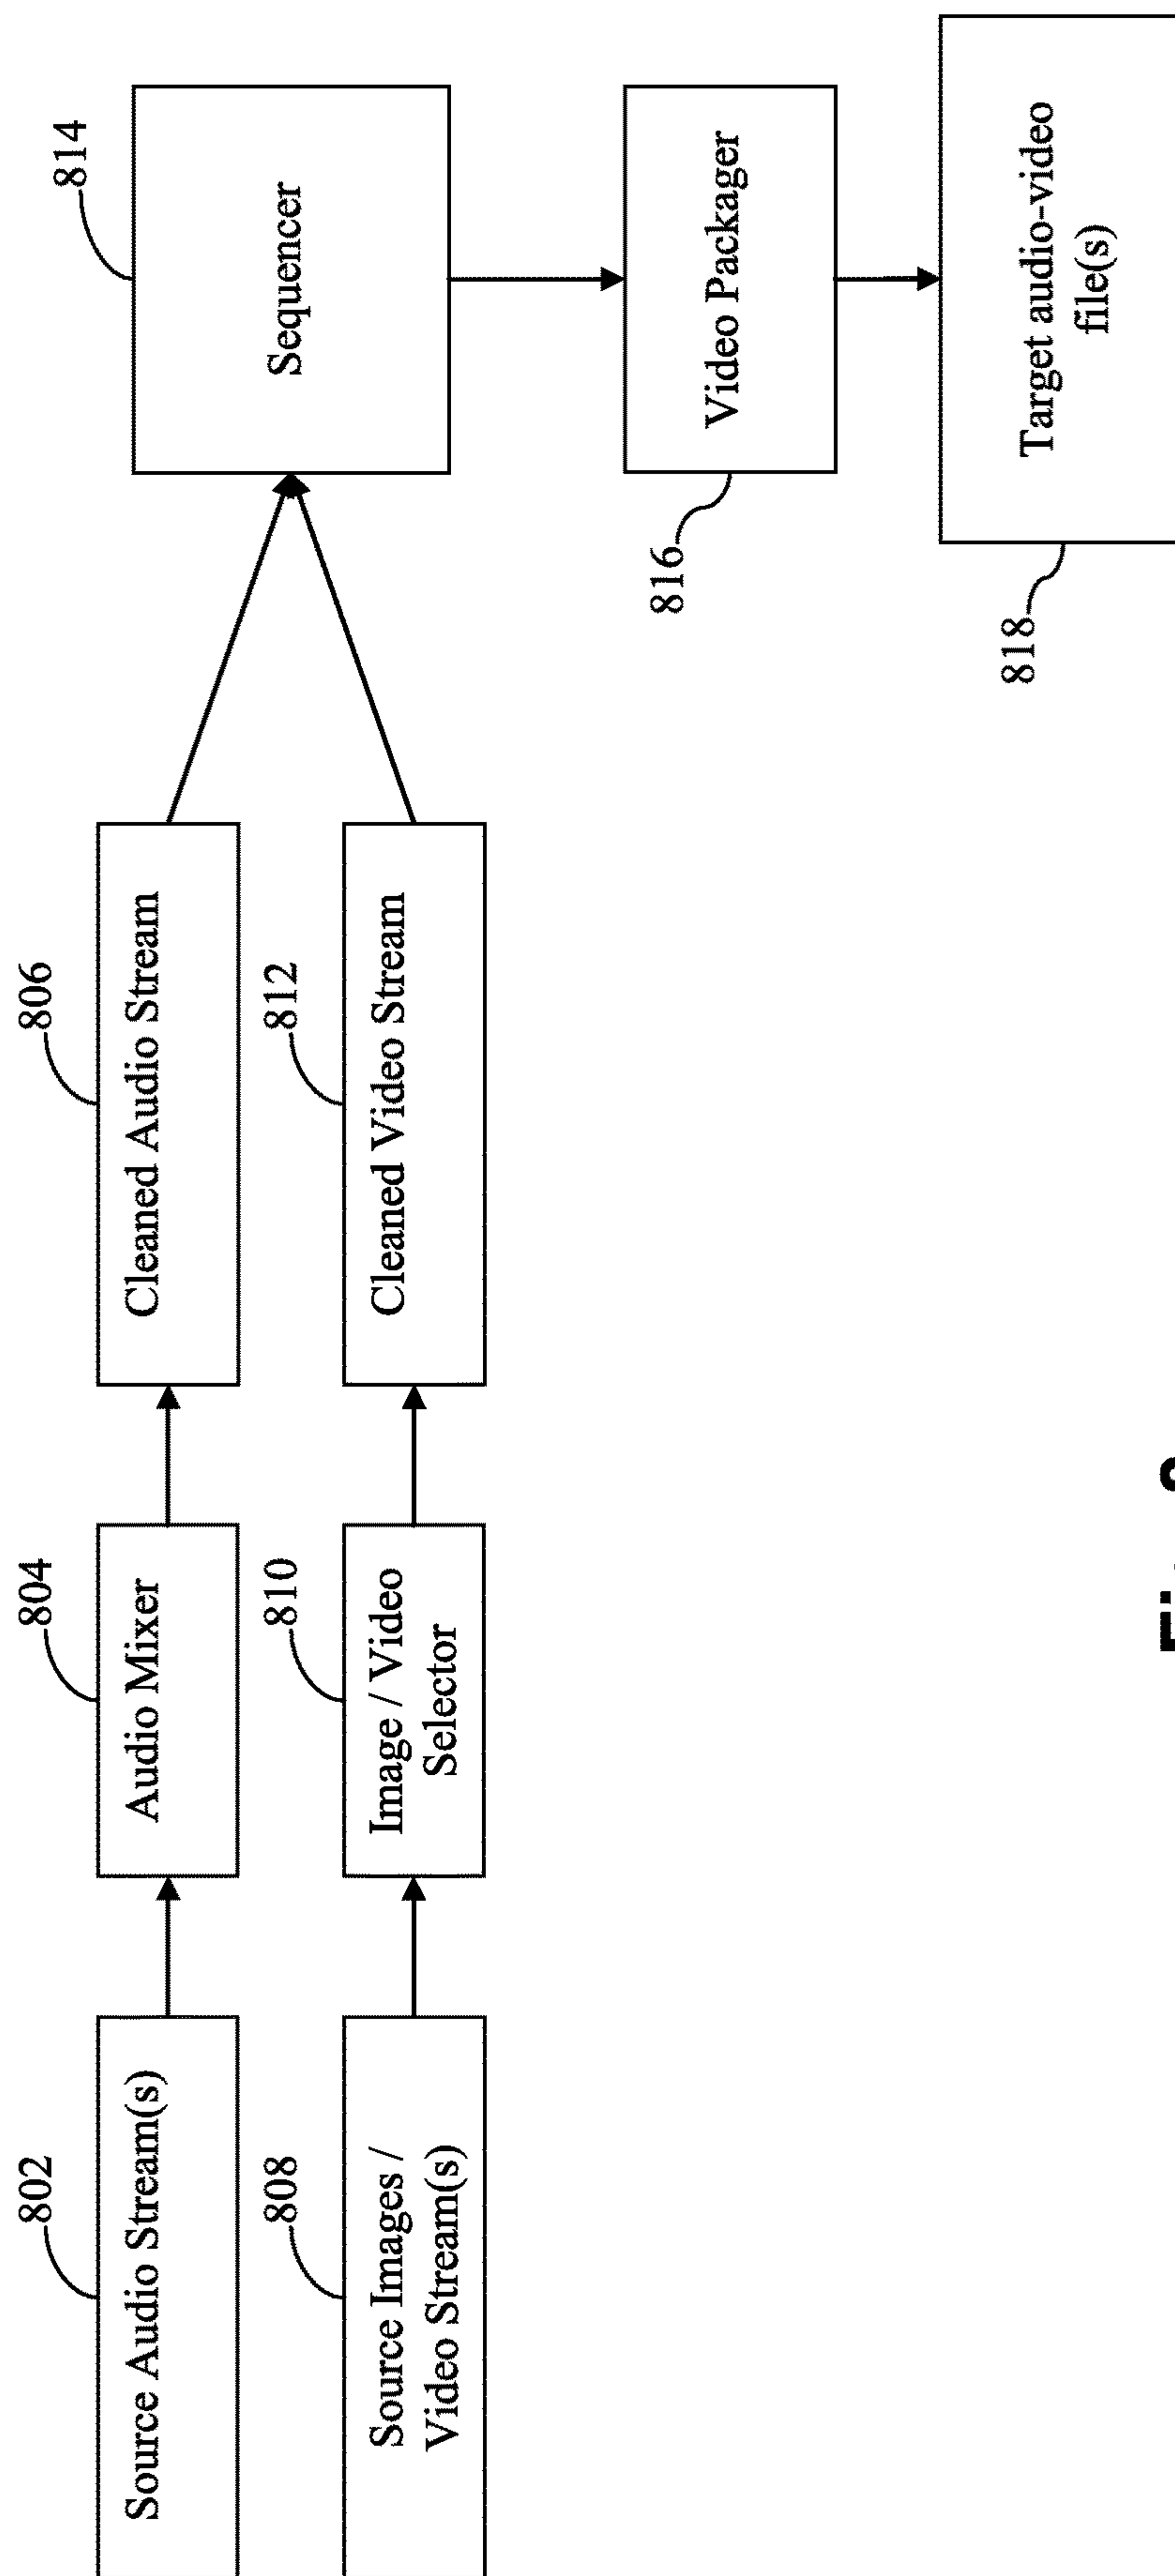 802
Source Audio Stream(s)
804
Audio Mixer
806
Cleaned Audio Stream
808
Source Images /
Video Stream(s)
810
Image / Video
Selector
812
Cleaned Video Stream
814
Sequencer
816
Video Packager
818
Target audio-video
file(s)